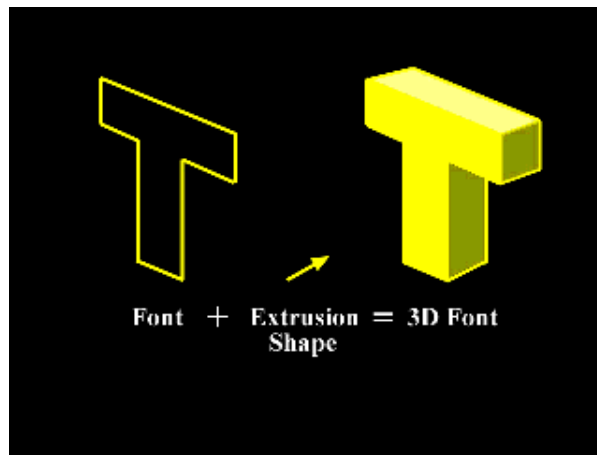 Font + Extrusion = 3D Font
Shape